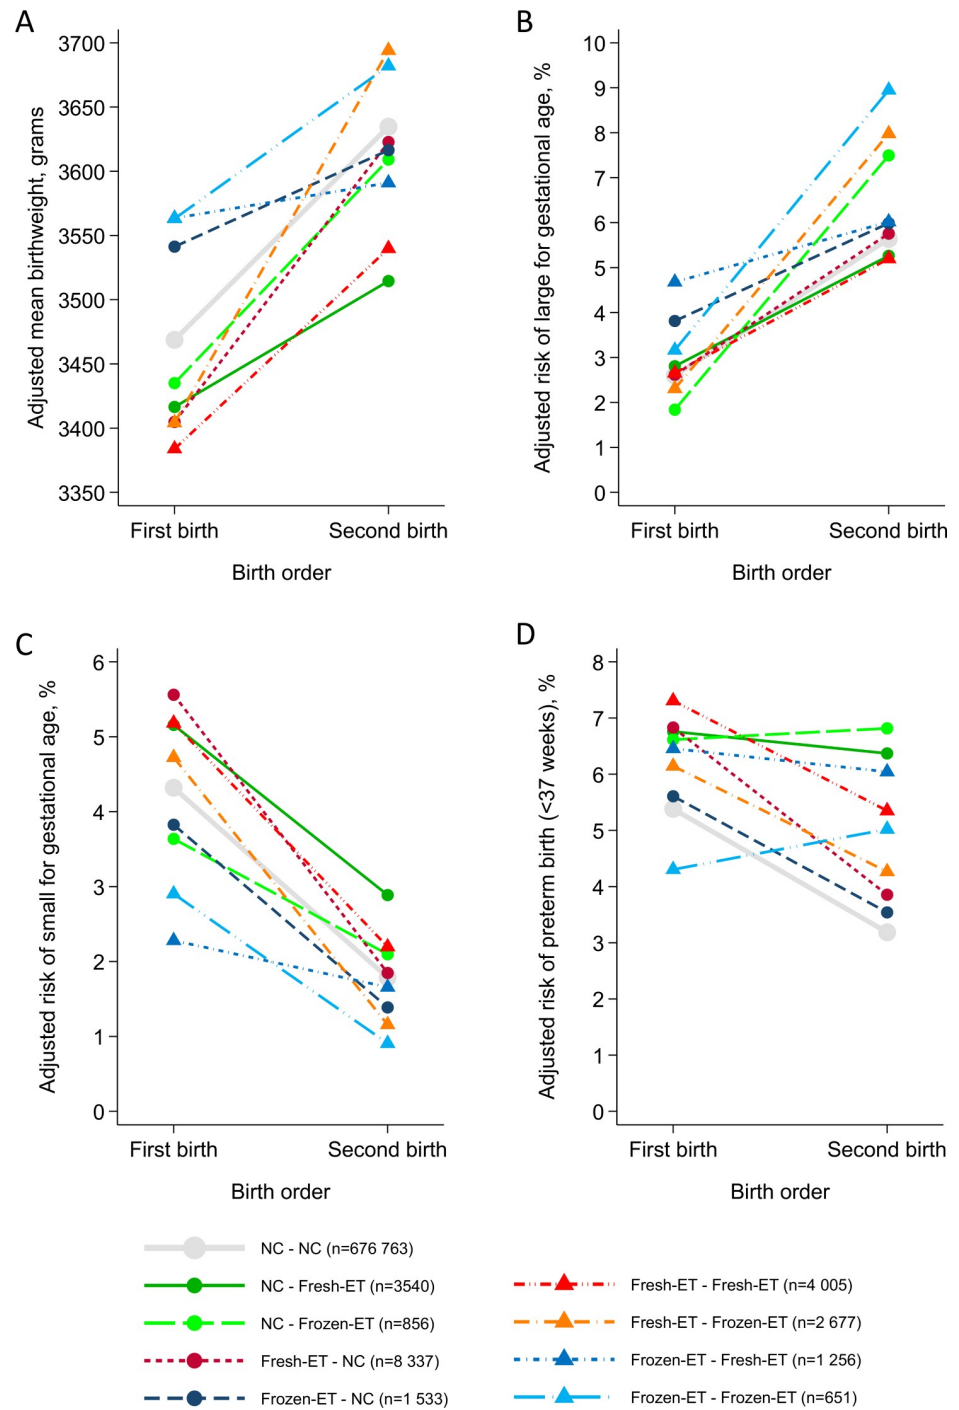 A
Adjusted mean birthweight, grams
3700
3650
3600
3550
3500
3450
3400
3350
First birth
Second birth
Birth order
B
Adjusted risk of large for gestational age, %
10
9
8
7
6
5
4
3
2
1
0
First birth
Second birth
Birth order
C
Adjusted risk of small for gestational age, %
6
5
4
3
2
1
0
First birth
Second birth
Birth order
D
Adjusted risk of preterm birth (<37 weeks), %
8
7
6
5
4
3
2
1
0
First birth
Second birth
Birth order
NC - NC (n=676 763)
NC - Fresh-ET (n=3540)
NC - Frozen-ET (n=856)
Fresh-ET - NC (n=8 337)
Frozen-ET - NC (n=1 533)
Fresh-ET - Fresh-ET (n=4 005)
Fresh-ET - Frozen-ET (n=2 677)
Frozen-ET - Fresh-ET (n=1 256)
Frozen-ET - Frozen-ET (n=651)